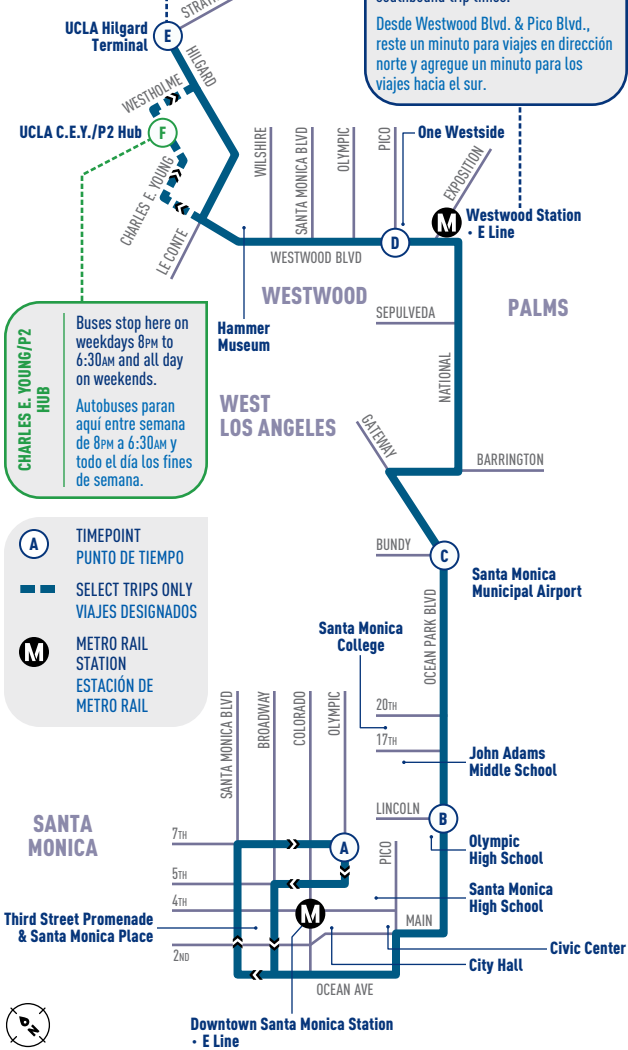 STRATH
southbound trip times.
Desde Westwood Blvd. & Pico Blvd.,
reste un minuto para viajes en dirección
norte y agregue un minuto para los
viajes hacia el sur.
UCLA Hilgard
Terminal
E
HILGARD
WESTHOLME
UCLA C.E.Y./P2 Hub
F
CHARLES E. YOUNG
LE CONTE
WILSHIRE
SANTA MONICA BLVD
OLYMPIC
PICO
One Westside
EXPOSITION
M
Westwood Station
• E Line
D
WESTWOOD BLVD
WESTWOOD
Hammer
Museum
SEPULVEDA
PALMS
NATIONAL
CHARLES E. YOUNG/P2
HUB
Buses stop here on
weekdays 8PM to
6:30AM and all day
on weekends.
Autobuses paran
aquí entre semana
de 8PM a 6:30AM y
todo el día los fines
de semana.
WEST
LOS ANGELES
GATEWAY
BARRINGTON
A
TIMEPOINT
PUNTO DE TIEMPO
SELECT TRIPS ONLY
VIAJES DESIGNADOS
M
METRO RAIL
STATION
ESTACIÓN DE
METRO RAIL
BUNDY
C
Santa Monica
Municipal Airport
OCEAN PARK BLVD
Santa Monica
College
20TH
17TH
John Adams
Middle School
LINCOLN
B
Olympic
High School
SANTA MONICA BLVD
BROADWAY
COLORADO
OLYMPIC
SANTA
MONICA
7TH
A
PICO
5TH
4TH
M
Santa Monica
High School
Third Street Promenade
& Santa Monica Place
MAIN
2ND
Civic Center
City Hall
OCEAN AVE
Downtown Santa Monica Station
• E Line
N